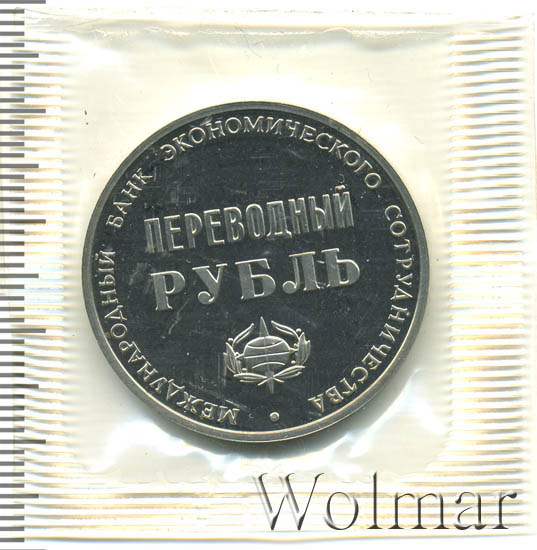 МЕЖДУНАРОДНЫЙ БАНК ЭКОНОМИЧЕСКОГО СОТРУДНИЧЕСТВА
ПЕРЕВОДНЫЙ
РУБЛЬ
Wolmar